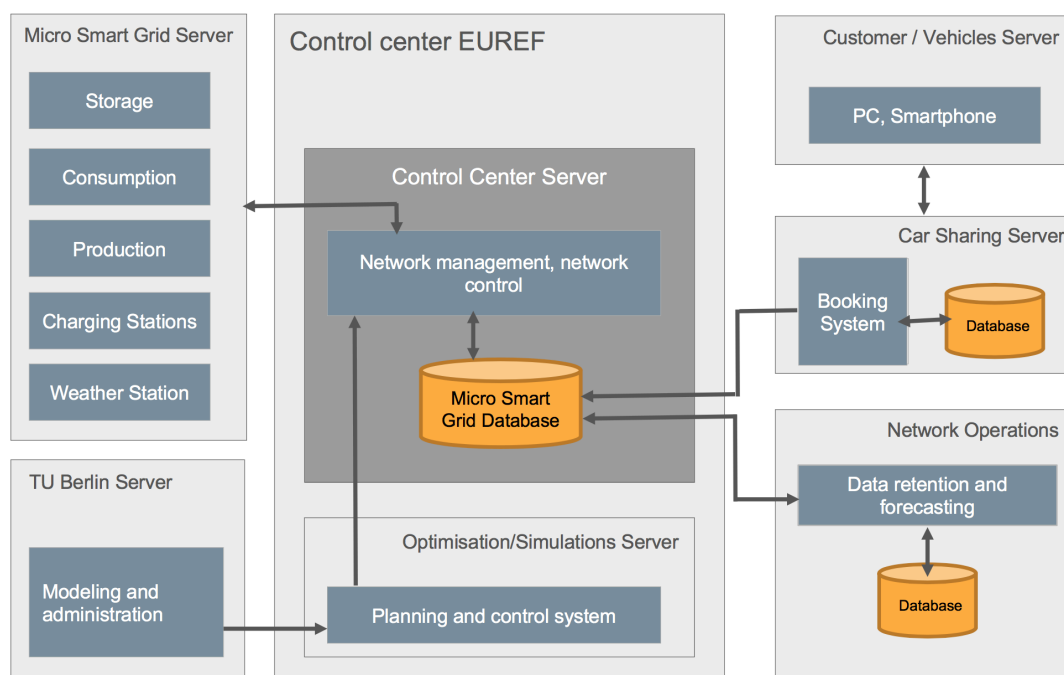 Micro Smart Grid Server
Storage
Consumption
Production
Charging Stations
Weather Station
TU Berlin Server
Modeling and
administration
Control center EUREF
Control Center Server
Network management, network
control
Micro Smart
Grid Database
Optimisation/Simulations Server
Planning and control system
Customer / Vehicles Server
PC, Smartphone
Car Sharing Server
Booking
System
Database
Network Operations
Data retention and
forecasting
Database